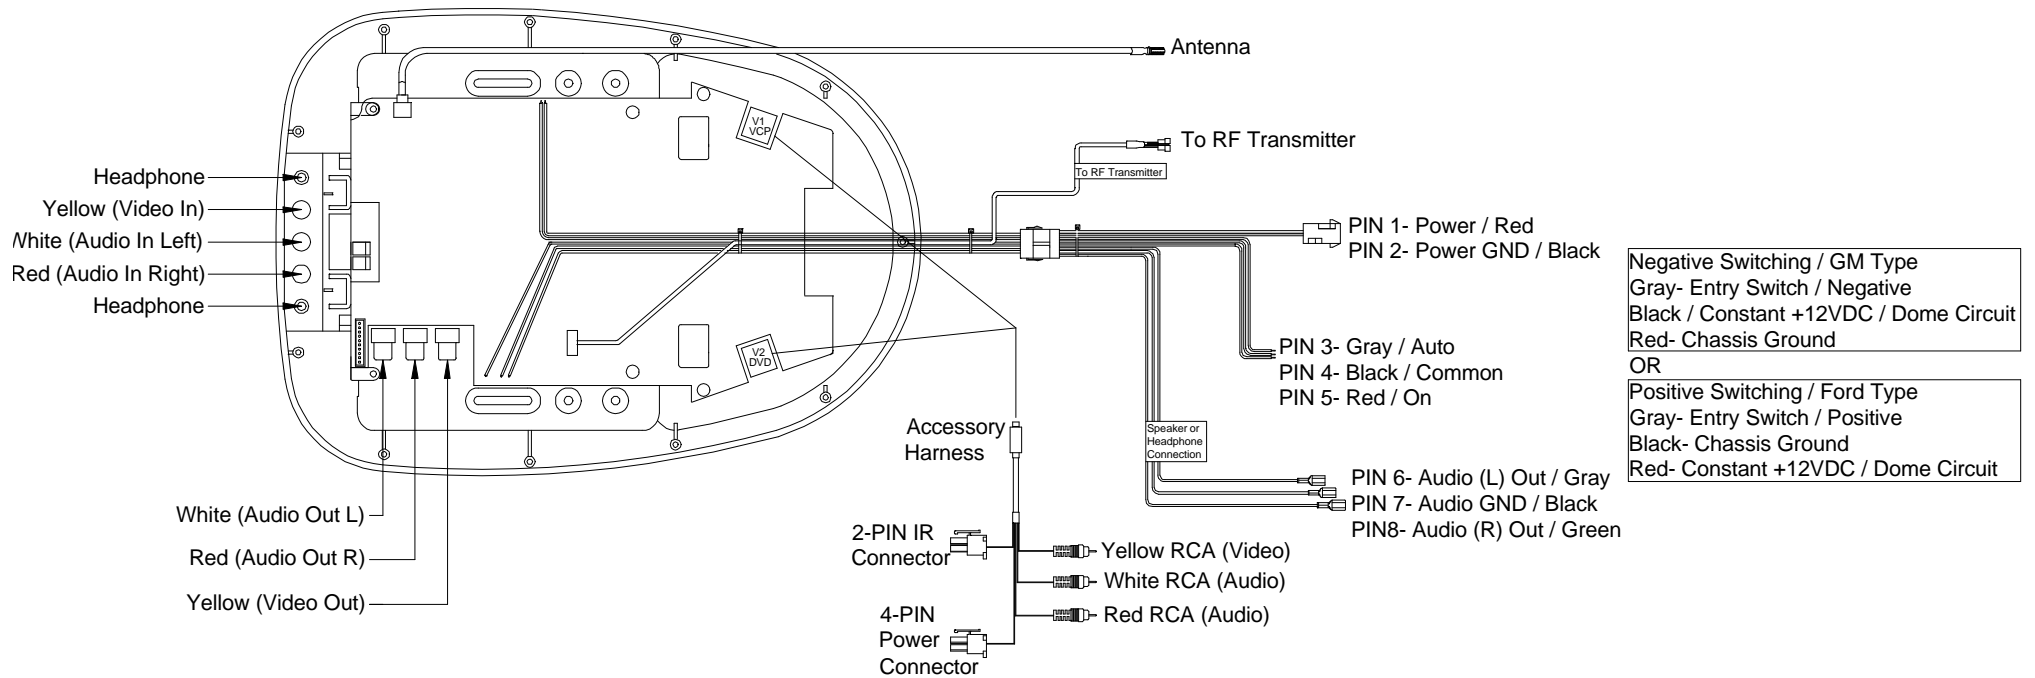 Antenna
V1
VCP
To RF Transmitter
To RF Transmitter
Headphone
Yellow (Video In)
White (Audio In Left)
Red (Audio In Right)
Headphone
PIN 1- Power / Red
PIN 2- Power GND / Black
Negative Switching / GM Type
Gray- Entry Switch / Negative
Black / Constant +12VDC / Dome Circuit
Red- Chassis Ground
OR
Positive Switching / Ford Type
Gray- Entry Switch / Positive
Black- Chassis Ground
Red- Constant +12VDC / Dome Circuit
V2
DVD
PIN 3- Gray / Auto
PIN 4- Black / Common
PIN 5- Red / On
Accessory
Harness
Speaker or
Headphone
Connection
PIN 6- Audio (L) Out / Gray
PIN 7- Audio GND / Black
PIN8- Audio (R) Out / Green
White (Audio Out L)
Red (Audio Out R)
Yellow (Video Out)
2-PIN IR
Connector
Yellow RCA (Video)
White RCA (Audio)
Red RCA (Audio)
4-PIN
Power
Connector